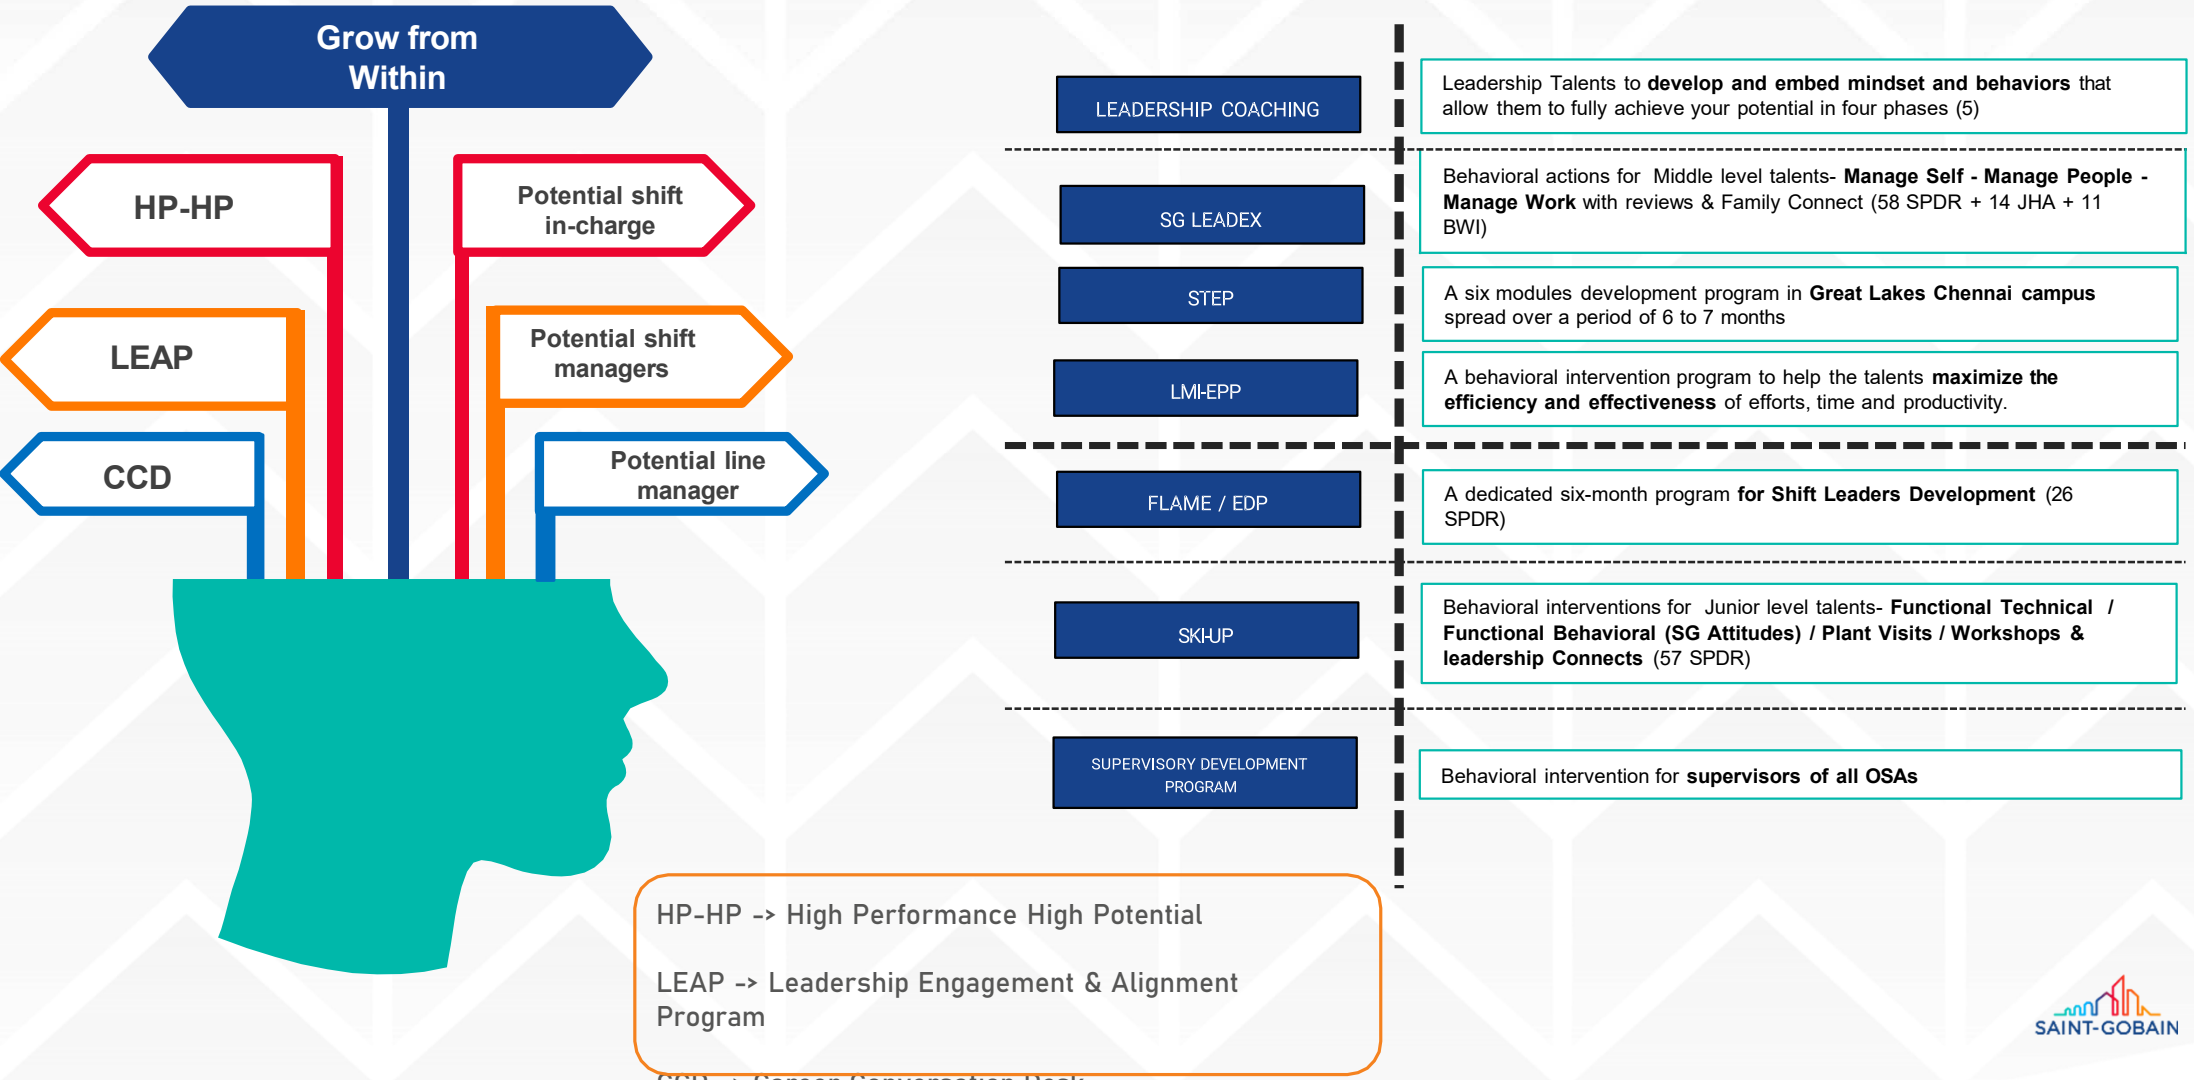 Grow from
Within
HP-HP
Potential shift
in-charge
LEAP
Potential shift
managers
CCD
Potential line
manager
LEADERSHIP COACHING
Leadership Talents to develop and embed mindset and behaviors that
allow them to fully achieve your potential in four phases (5)
SG LEADEX
Behavioral actions for Middle level talents- Manage Self - Manage People -
Manage Work with reviews & Family Connect (58 SPDR + 14 JHA + 11
BWI)
STEP
A six modules development program in Great Lakes Chennai campus
spread over a period of 6 to 7 months
LMI-EPP
A behavioral intervention program to help the talents maximize the
efficiency and effectiveness of efforts, time and productivity.
FLAME / EDP
A dedicated six-month program for Shift Leaders Development (26
SPDR)
SKI-UP
Behavioral interventions for Junior level talents- Functional Technical /
Functional Behavioral (SG Attitudes) / Plant Visits / Workshops &
leadership Connects (57 SPDR)
SUPERVISORY DEVELOPMENT
PROGRAM
Behavioral intervention for supervisors of all OSAs
HP-HP -> High Performance High Potential
LEAP -> Leadership Engagement & Alignment
Program
CCD -> Career Conversation Desk
SAINT-GOBAIN